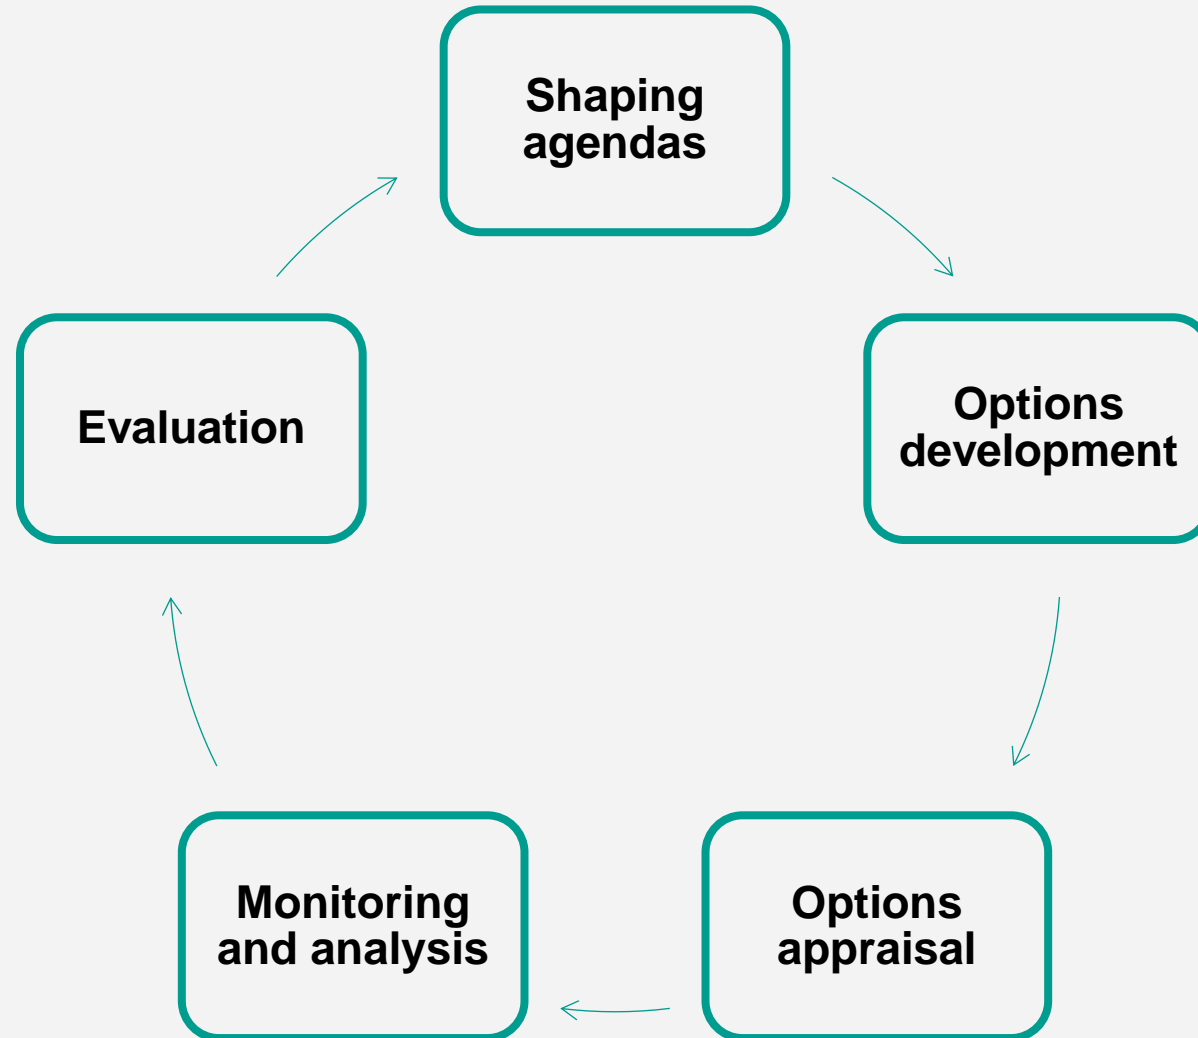 Shaping
agendas
Options
development
Options
appraisal
Monitoring
and analysis
Evaluation